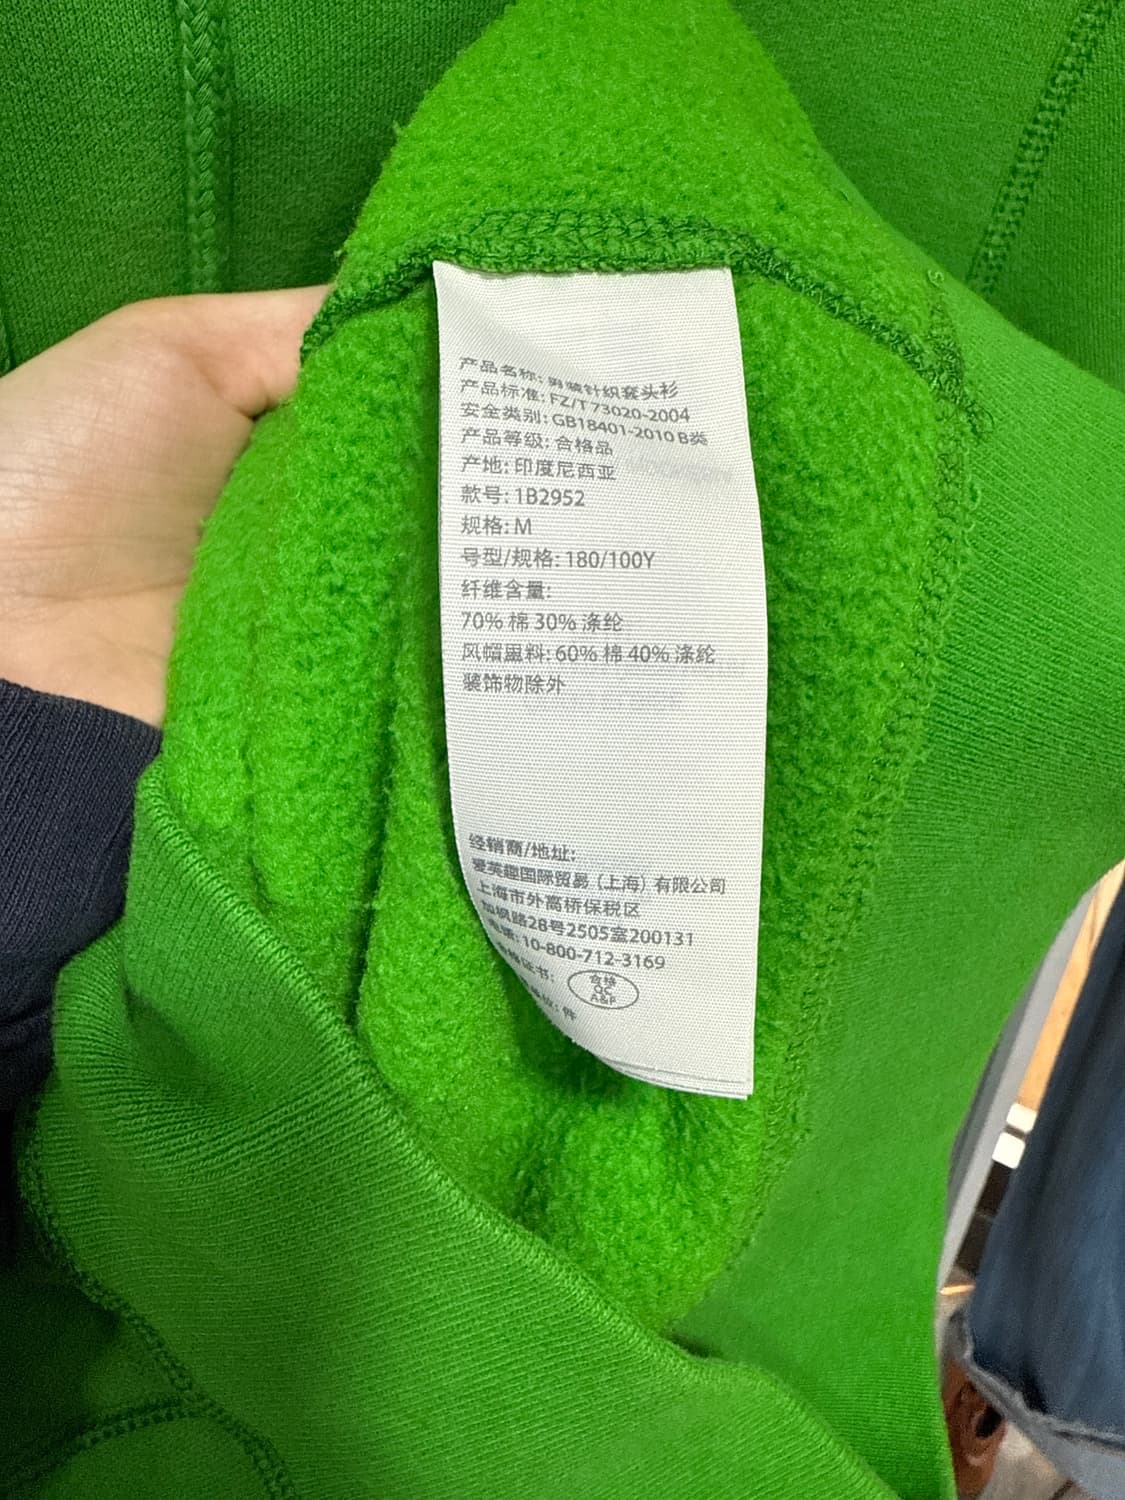 产品名称: 男装针织套头衫
产品标准: FZ/T73020-2004
安全类别: GB18401-2010 B类
产品等级: 合格品
产地: 印度尼西亚
款号: 1B2952
规格: M
号型/规格: 180/100Y
纤维含量:
70% 棉 30% 涤纶
风帽里料: 60% 棉 40% 涤纶
装饰物除外
经销商/地址:
爱芙趣国际贸易（上海）有限公司
上海市外高桥保税区
加枫路28号2505室200131
10-800-712-3169
证书:
合格
QC
A&F
: 件